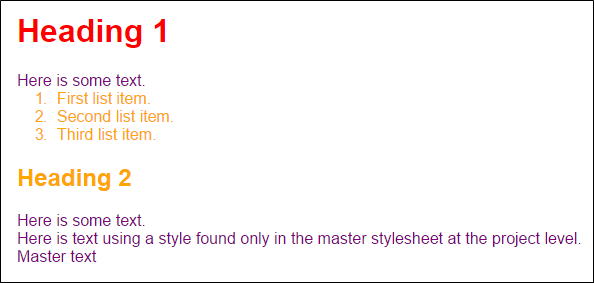 Heading 1
Here is some text.
1. First list item.
2. Second list item.
3. Third list item.
Heading 2
Here is some text.
Here is text using a style found only in the master stylesheet at the project level.
Master text